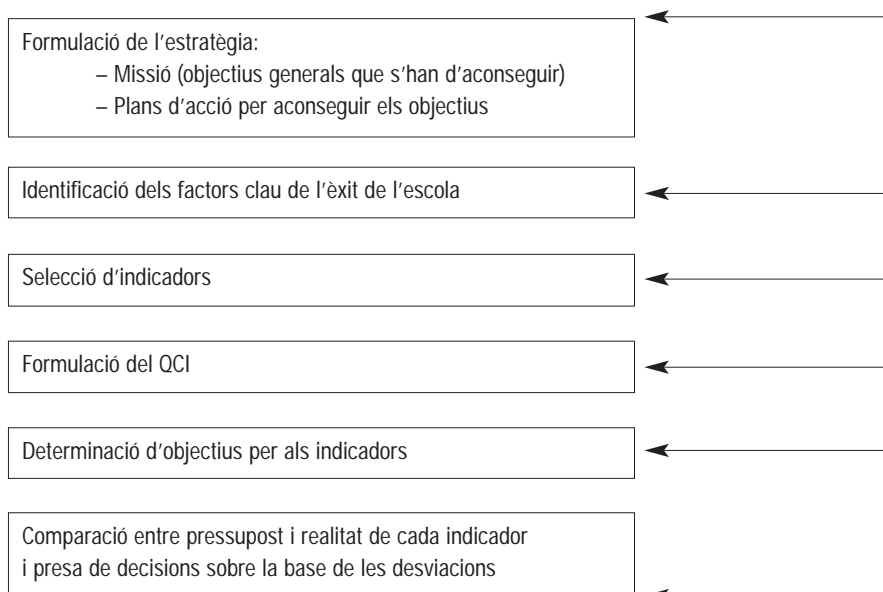 Formulació de l'estratègia:
– Missió (objectius generals que s'han d'aconseguir)
– Plans d'acció per aconseguir els objectius
Identificació dels factors clau de l'èxit de l'escola
Selecció d'indicadors
Formulació del QCI
Determinació d'objectius per als indicadors
Comparació entre pressupost i realitat de cada indicador
i presa de decisions sobre la base de les desviacions